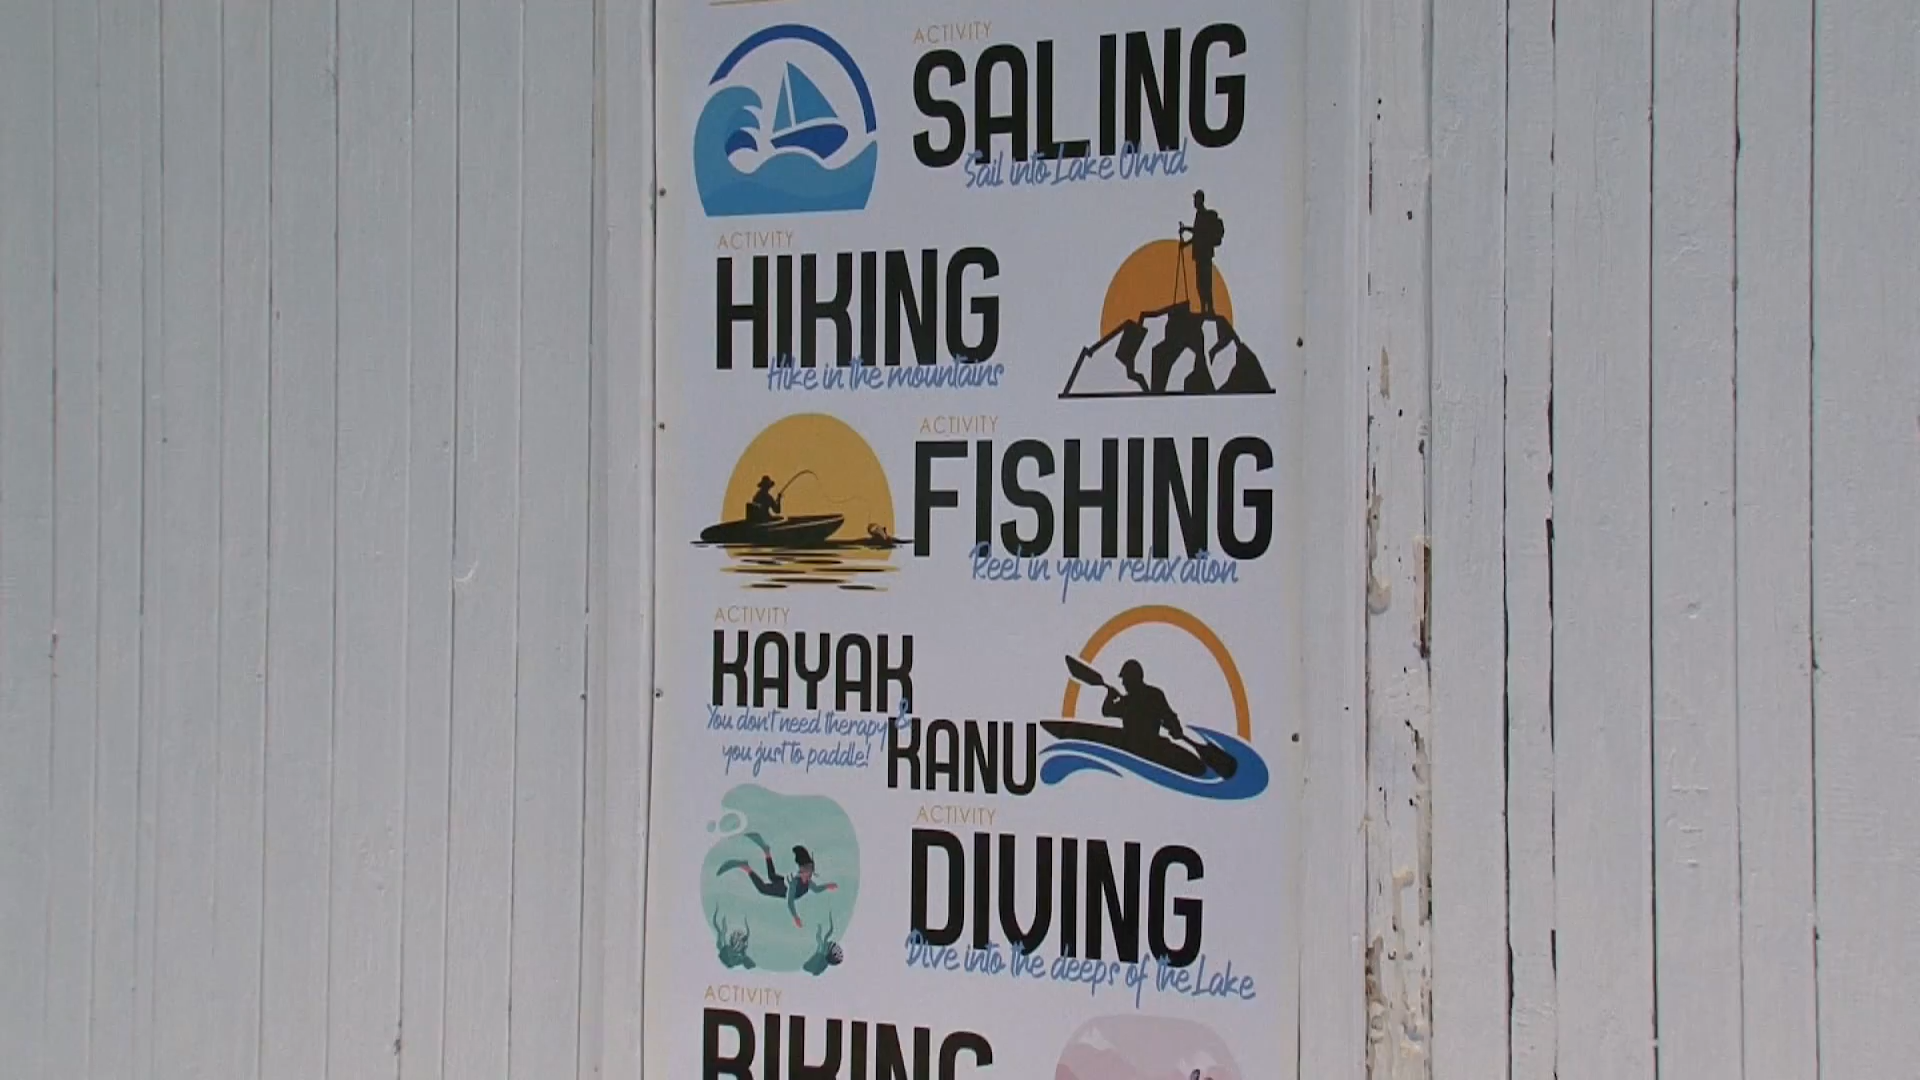 ACTIVITY
SALING
Sail into Lake Ohrid
ACTIVITY
HIKING
Hike in the mountains
ACTIVITY
FISHING
Reel in your relaxation
ACTIVITY
KAYAK &
KANU
You don't need therapy
you just to paddle!
ACTIVITY
DIVING
Dive into the deeps of the Lake
ACTIVITY
BIKING